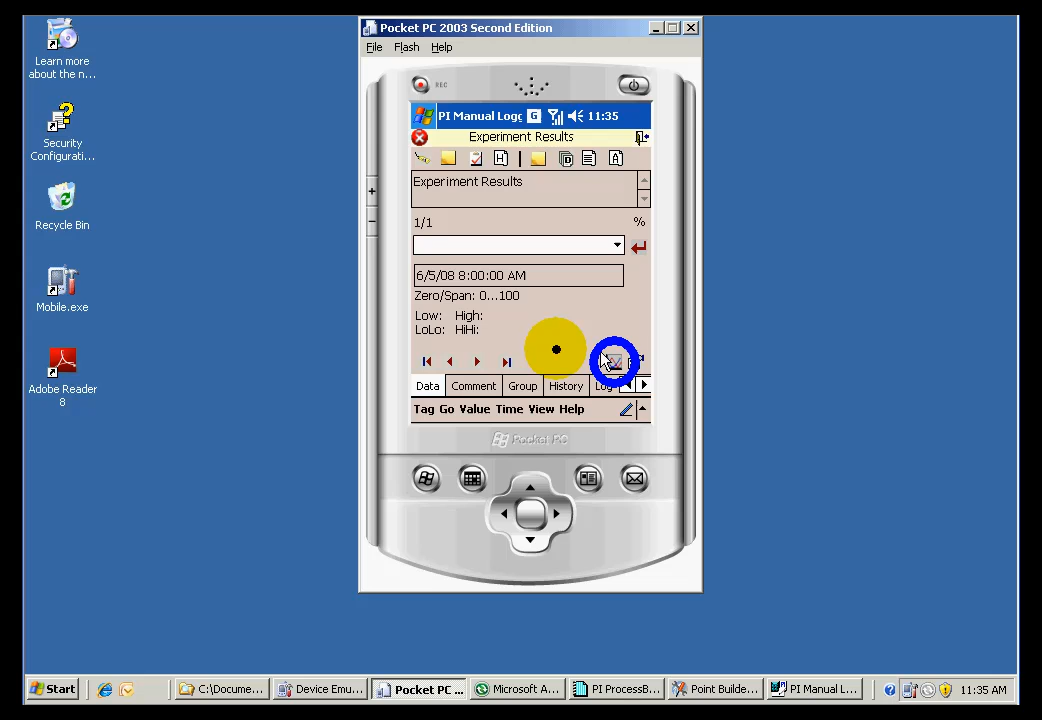 Learn more
about the n...
Security
Configurati...
Recycle Bin
Mobile.exe
Adobe Reader
8
Pocket PC 2003 Second Edition
File Flash Help
REC
PI Manual Logg G 11:35
Experiment Results
H D A
Experiment Results
1/1 %
6/5/08 8:00:00 AM
Zero/Span: 0...100
Low: High:
LoLo: HiHi:
Data Comment Group History Log
Tag Go Value Time View Help
Pocket PC
+
−
Start C:\Docume... Device Emu... Pocket PC ... Microsoft A... PI ProcessB... Point Builde... PI Manual L... 11:35 AM